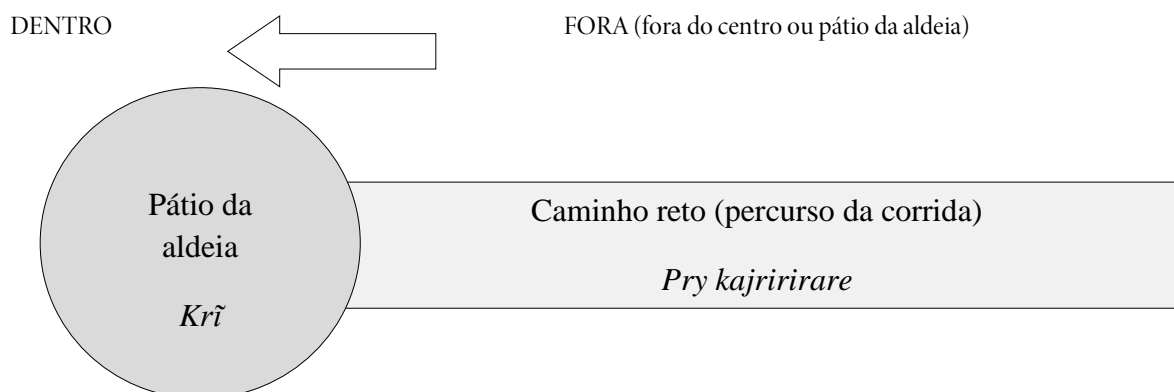 DENTRO
FORA (fora do centro ou pátio da aldeia)
Pátio da
aldeia
Krĩ
Caminho reto (percurso da corrida)
Pry kajririrare